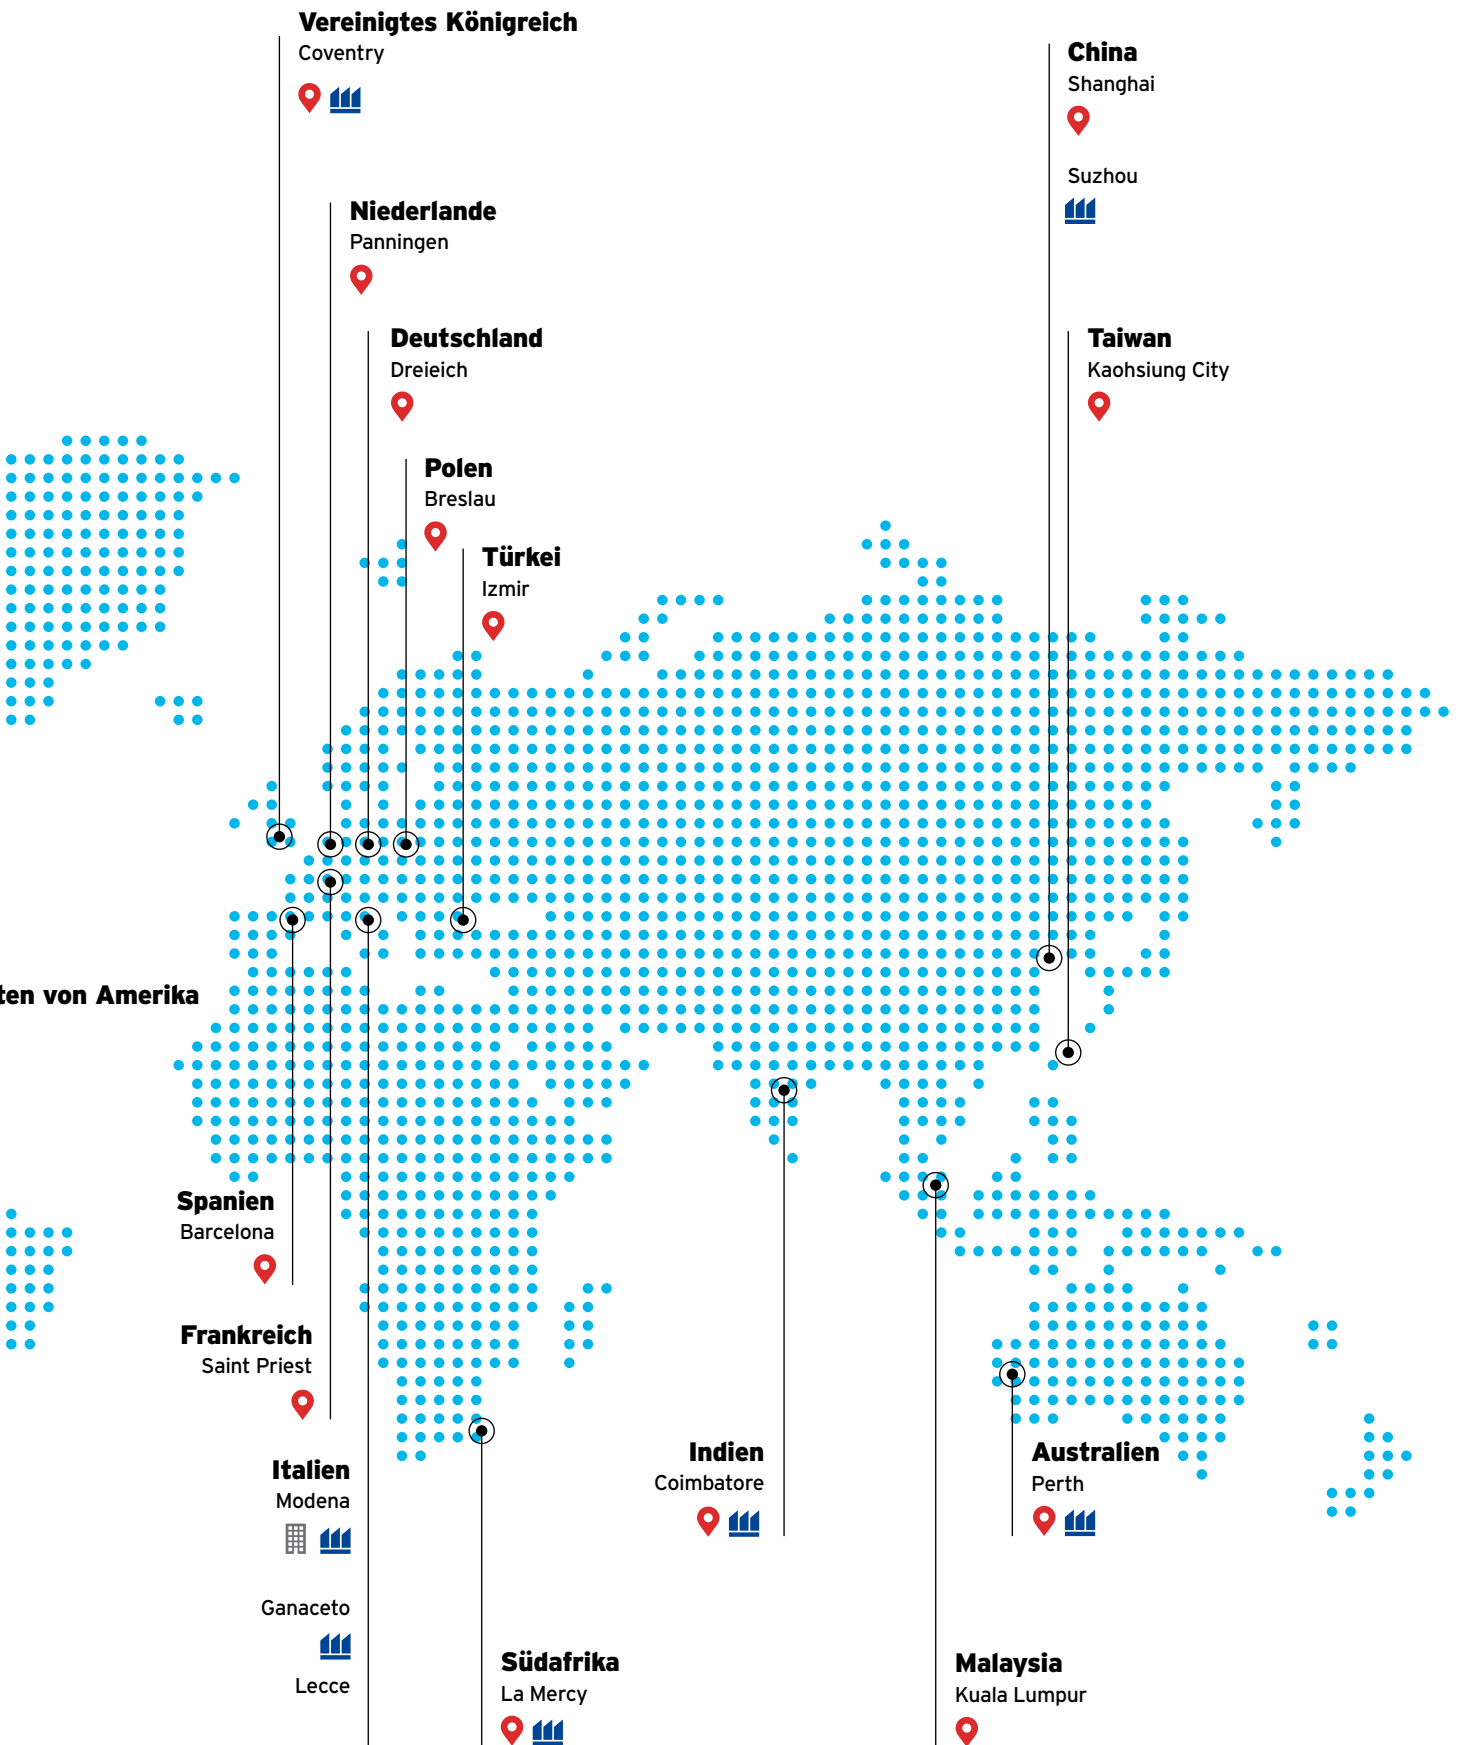 Vereinigtes Königreich
Coventry
China
Shanghai
Suzhou
Niederlande
Panningen
Deutschland
Dreieich
Taiwan
Kaohsiung City
Polen
Breslau
Türkei
Izmir
ten von Amerika
Spanien
Barcelona
Frankreich
Saint Priest
Italien
Modena
Ganaceto
Lecce
Indien
Coimbatore
Australien
Perth
Südafrika
La Mercy
Malaysia
Kuala Lumpur